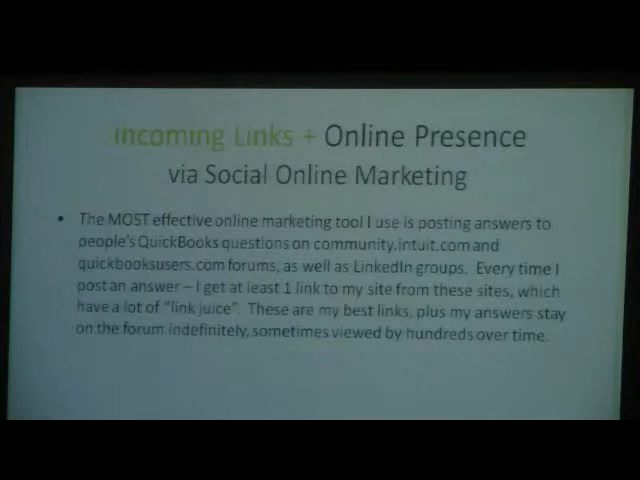 Incoming Links + Online Presence
via Social Online Marketing
• The MOST effective online marketing tool I use is posting answers to
people's QuickBooks questions on community.intuit.com and
quickbooksusers.com forums, as well as LinkedIn groups. Every time I
post an answer – I get at least 1 link to my site from these sites, which
have a lot of "link juice". These are my best links, plus my answers stay
on the forum indefinitely, sometimes viewed by hundreds over time.